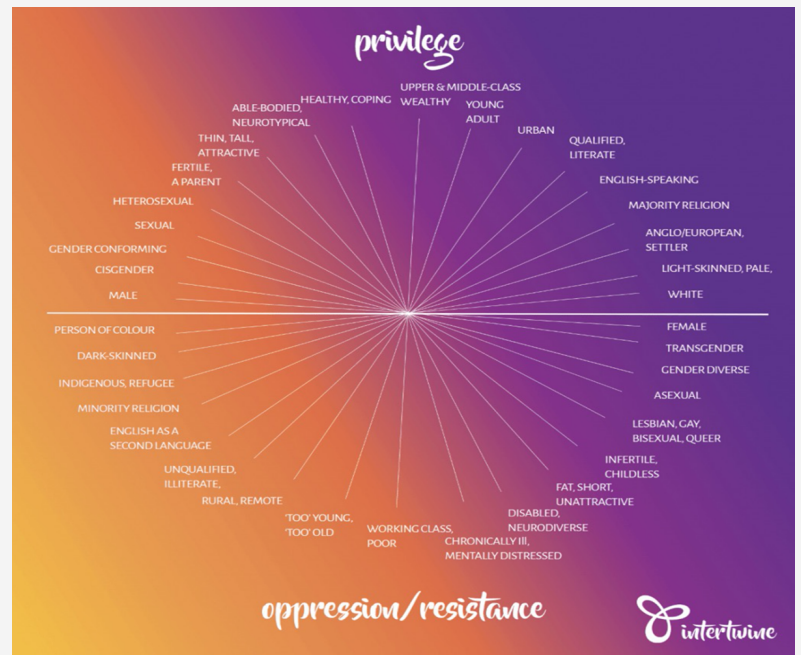 privilege
UPPER & MIDDLE-CLASS
WEALTHY
HEALTHY, COPING
YOUNG
ADULT
ABLE-BODIED,
NEUROTYPICAL
URBAN
THIN, TALL,
ATTRACTIVE
QUALIFIED,
LITERATE
FERTILE,
A PARENT
ENGLISH-SPEAKING
HETEROSEXUAL
MAJORITY RELIGION
SEXUAL
ANGLO/EUROPEAN,
SETTLER
GENDER CONFORMING
CISGENDER
LIGHT-SKINNED, PALE,
MALE
WHITE
PERSON OF COLOUR
FEMALE
DARK-SKINNED
TRANSGENDER
INDIGENOUS, REFUGEE
GENDER DIVERSE
MINORITY RELIGION
ASEXUAL
ENGLISH AS A
SECOND LANGUAGE
LESBIAN, GAY,
BISEXUAL, QUEER
UNQUALIFIED,
ILLITERATE,
INFERTILE,
CHILDLESS
RURAL, REMOTE
FAT, SHORT,
UNATTRACTIVE
'TOO' YOUNG,
'TOO' OLD
DISABLED,
NEURODIVERSE
WORKING CLASS,
POOR
CHRONICALLY Ill,
MENTALLY DISTRESSED
oppression/resistance
intertwine